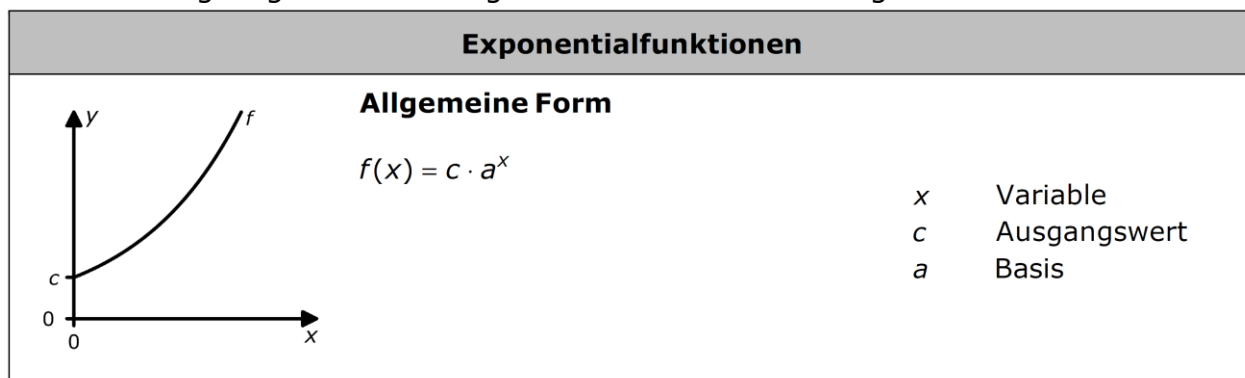 Exponentialfunktionen
Allgemeine Form
f(x) = c · a^x
x Variable
c Ausgangswert
a Basis
y
f
c
0
0
x